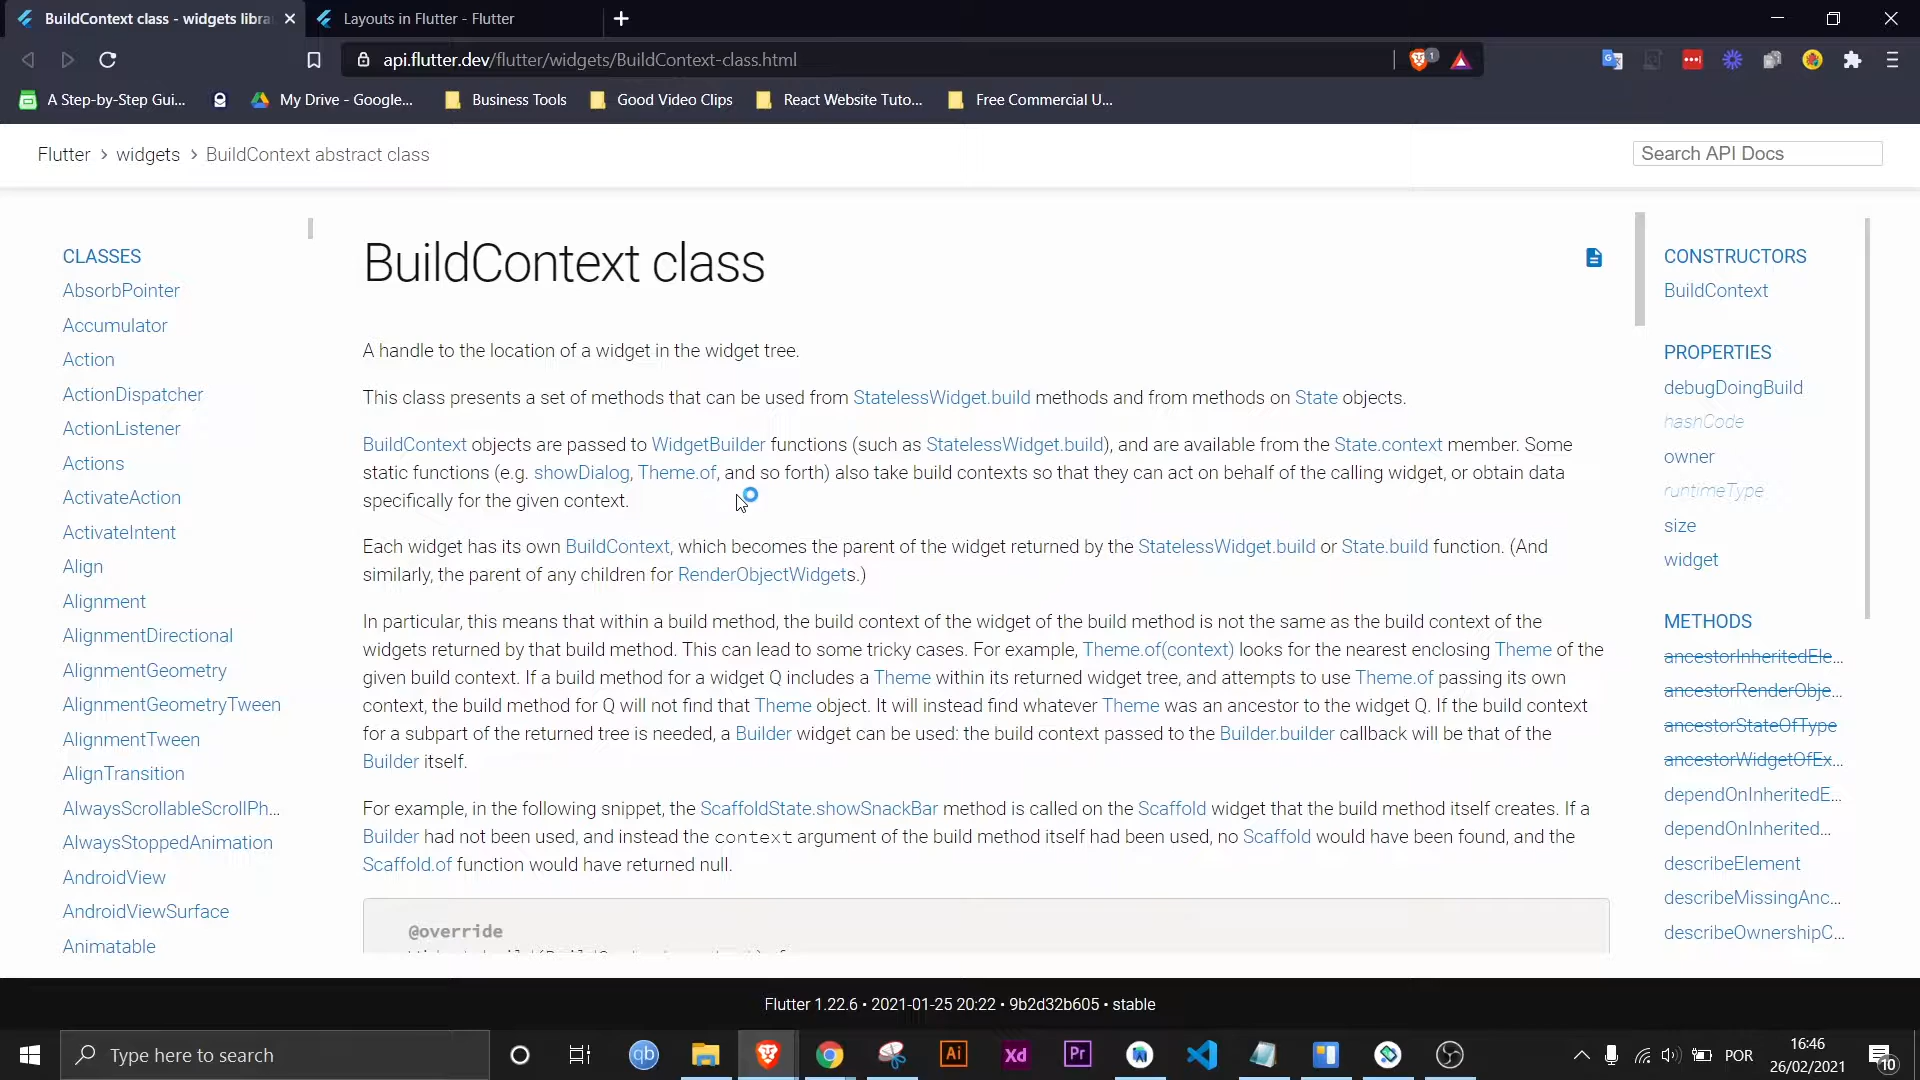 BuildContext class - widgets libra
Layouts in Flutter - Flutter
api.flutter.dev/flutter/widgets/BuildContext-class.html
1
A Step-by-Step Gui...
My Drive - Google...
Business Tools
Good Video Clips
React Website Tuto...
Free Commercial U...
Flutter › widgets › BuildContext abstract class
Search API Docs
CLASSES
AbsorbPointer
Accumulator
Action
ActionDispatcher
ActionListener
Actions
ActivateAction
ActivateIntent
Align
Alignment
AlignmentDirectional
AlignmentGeometry
AlignmentGeometryTween
AlignmentTween
AlignTransition
AlwaysScrollableScrollPh...
AlwaysStoppedAnimation
AndroidView
AndroidViewSurface
Animatable
BuildContext class
A handle to the location of a widget in the widget tree.
This class presents a set of methods that can be used from StatelessWidget.build methods and from methods on State objects.
BuildContext objects are passed to WidgetBuilder functions (such as StatelessWidget.build), and are available from the State.context member. Some
static functions (e.g. showDialog, Theme.of, and so forth) also take build contexts so that they can act on behalf of the calling widget, or obtain data
specifically for the given context.
Each widget has its own BuildContext, which becomes the parent of the widget returned by the StatelessWidget.build or State.build function. (And
similarly, the parent of any children for RenderObjectWidgets.)
In particular, this means that within a build method, the build context of the widget of the build method is not the same as the build context of the
widgets returned by that build method. This can lead to some tricky cases. For example, Theme.of(context) looks for the nearest enclosing Theme of the
given build context. If a build method for a widget Q includes a Theme within its returned widget tree, and attempts to use Theme.of passing its own
context, the build method for Q will not find that Theme object. It will instead find whatever Theme was an ancestor to the widget Q. If the build context
for a subpart of the returned tree is needed, a Builder widget can be used: the build context passed to the Builder.builder callback will be that of the
Builder itself.
For example, in the following snippet, the ScaffoldState.showSnackBar method is called on the Scaffold widget that the build method itself creates. If a
Builder had not been used, and instead the context argument of the build method itself had been used, no Scaffold would have been found, and the
Scaffold.of function would have returned null.
@override
CONSTRUCTORS
BuildContext
PROPERTIES
debugDoingBuild
hashCode
owner
runtimeType
size
widget
METHODS
ancestorInheritedEle...
ancestorRenderObje...
ancestorStateOfType
ancestorWidgetOfEx...
dependOnInheritedE...
dependOnInherited...
describeElement
describeMissingAnc...
describeOwnershipC...
Flutter 1.22.6 • 2021-01-25 20:22 • 9b2d32b605 • stable
Type here to search
qb
Ai
Xd
Pr
POR
16:46
26/02/2021
10